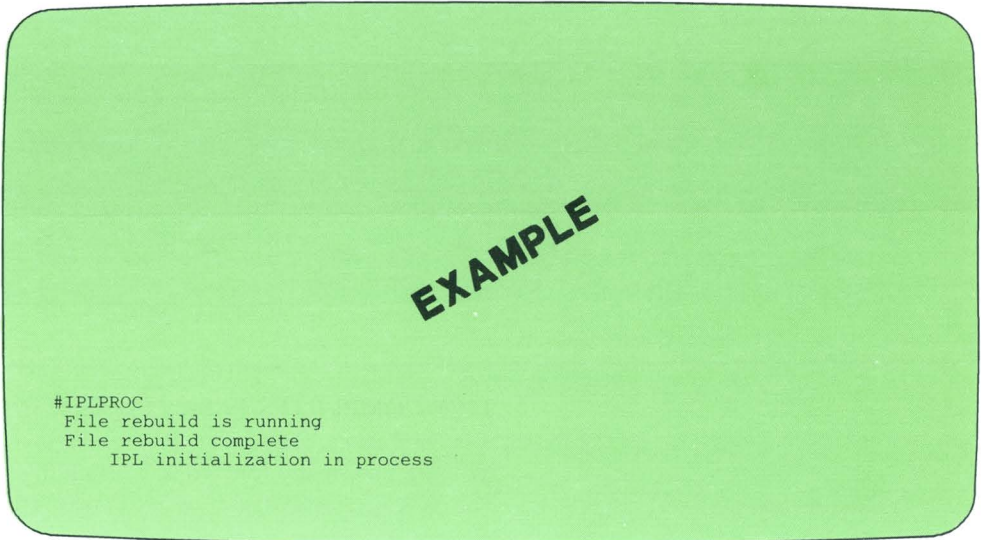 EXAMPLE
#IPLPROC
File rebuild is running
File rebuild complete
IPL initialization in process